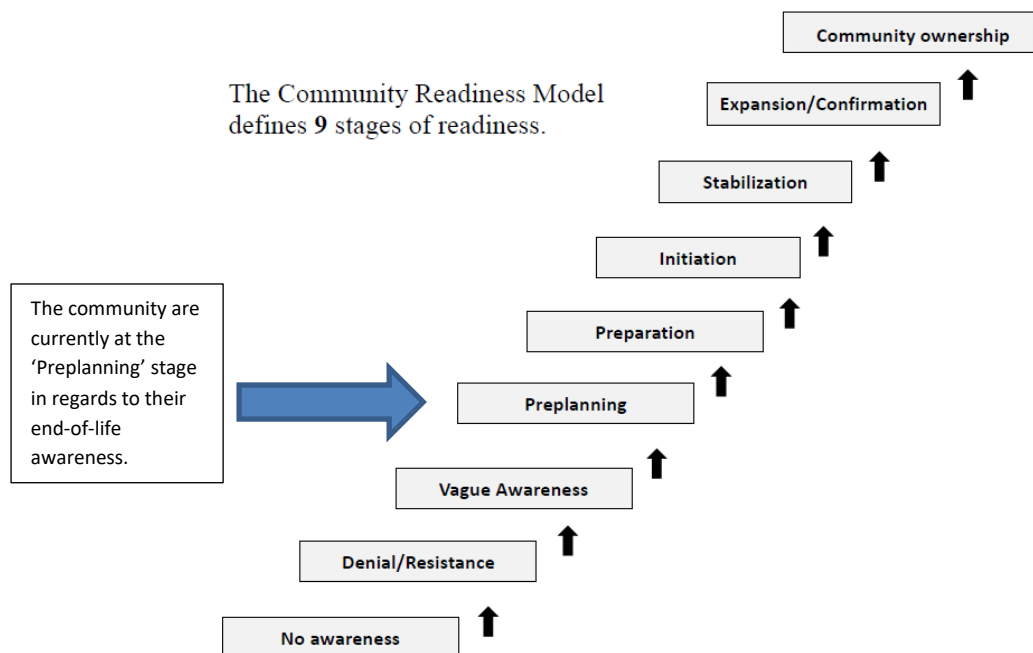 Community ownership
The Community Readiness Model
defines 9 stages of readiness.
Expansion/Confirmation
Stabilization
Initiation
The community are
currently at the
‘Preplanning’ stage
in regards to their
end-of-life
awareness.
Preparation
Preplanning
Vague Awareness
Denial/Resistance
No awareness